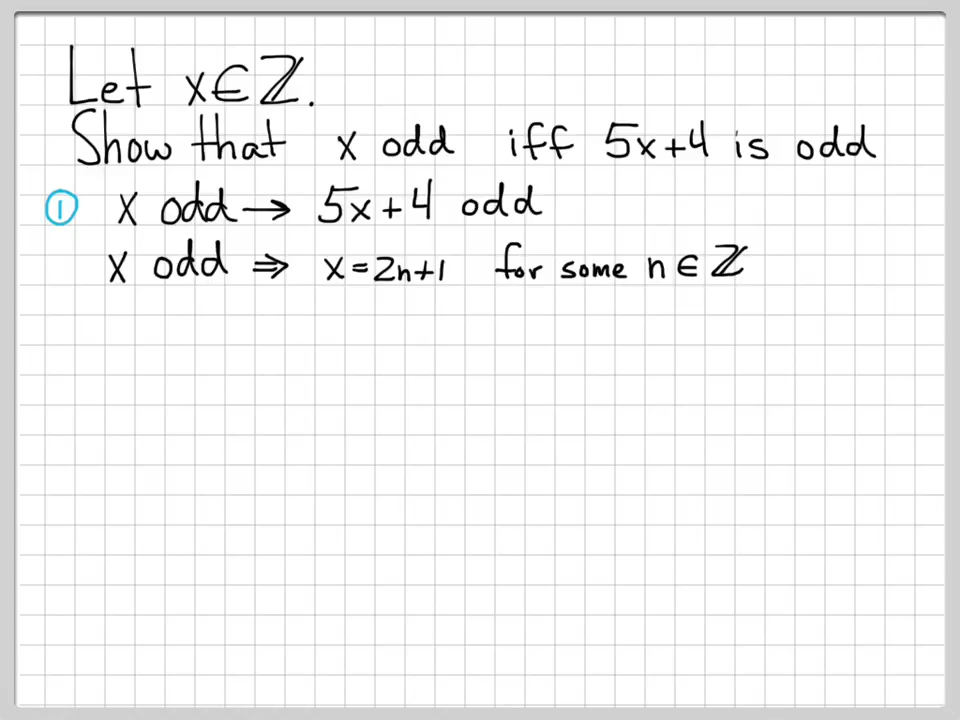 Let x∈ℤ.
Show that x odd iff 5x+4 is odd
① x odd → 5x+4 odd
x odd ⇒ x=2n+1 for some n∈ℤ